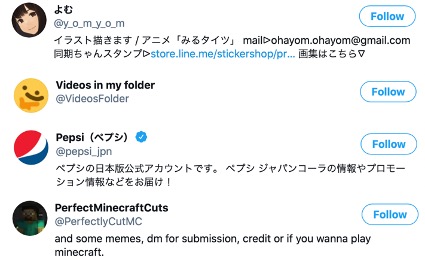 よむ
@y_o_m_y_o_m
Follow
イラスト描きます / アニメ「みるタイツ」 mail▷ohayom.ohayom@gmail.com
同期ちゃんスタンプ▷store.line.me/stickershop/pr... 画集はこちら∇
Videos in my folder
@VideosFolder
Follow
Pepsi（ペプシ）
@pepsi_jpn
Follow
ペプシの日本版公式アカウントです。 ペプシ ジャパンコーラの情報やプロモー
ション情報などをお届け！
PerfectMinecraftCuts
@PerfectlyCutMC
Follow
and some memes, dm for submission, credit or if you wanna play
minecraft.